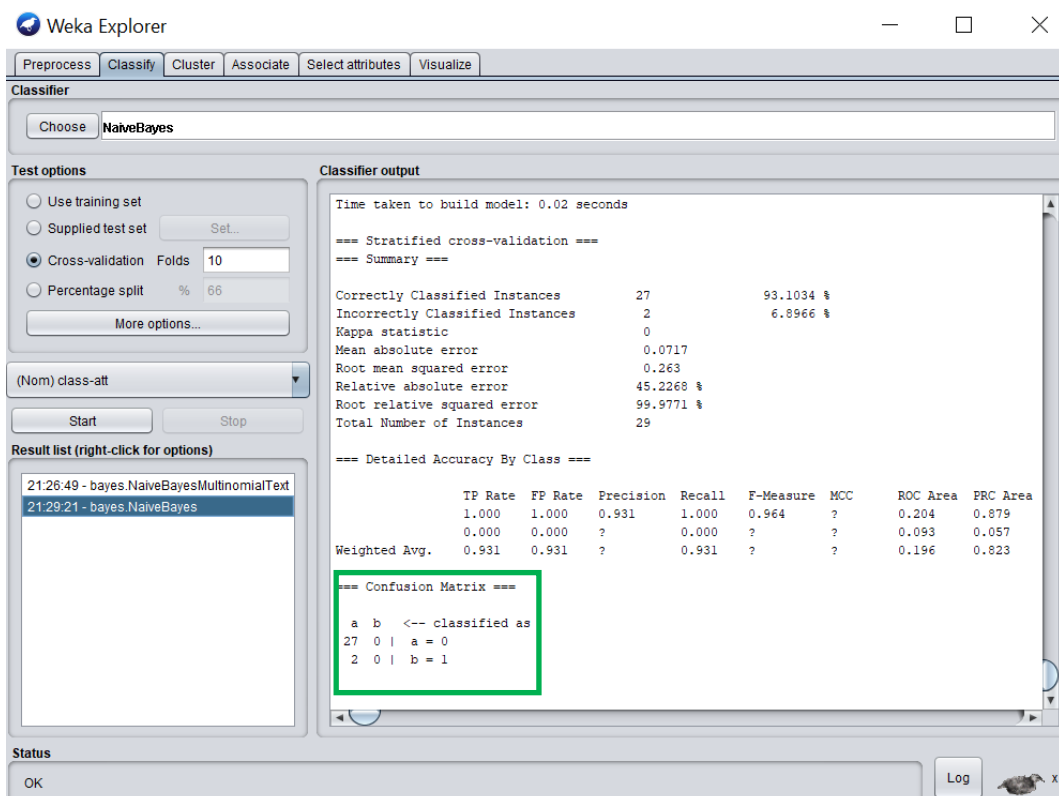 Weka Explorer
Preprocess Classify Cluster Associate Select attributes Visualize
Classifier
Choose NaiveBayes
Test options
Use training set
Supplied test set Set...
Cross-validation Folds 10
Percentage split % 66
More options...
(Nom) class-att
Start Stop
Result list (right-click for options)
21:26:49 - bayes.NaiveBayesMultinomialText
21:29:21 - bayes.NaiveBayes
Classifier output
Time taken to build model: 0.02 seconds
=== Stratified cross-validation ===
=== Summary ===
Correctly Classified Instances 27 93.1034 %
Incorrectly Classified Instances 2 6.8966 %
Kappa statistic 0
Mean absolute error 0.0717
Root mean squared error 0.263
Relative absolute error 45.2268 %
Root relative squared error 99.9771 %
Total Number of Instances 29
=== Detailed Accuracy By Class ===
TP Rate FP Rate Precision Recall F-Measure MCC ROC Area PRC Area
1.000 1.000 0.931 1.000 0.964 ? 0.204 0.879
0.000 0.000 ? 0.000 ? ? 0.093 0.057
Weighted Avg. 0.931 0.931 ? 0.931 ? ? 0.196 0.823
=== Confusion Matrix ===
a b <-- classified as
27 0 | a = 0
2 0 | b = 1
Status
OK
Log
x